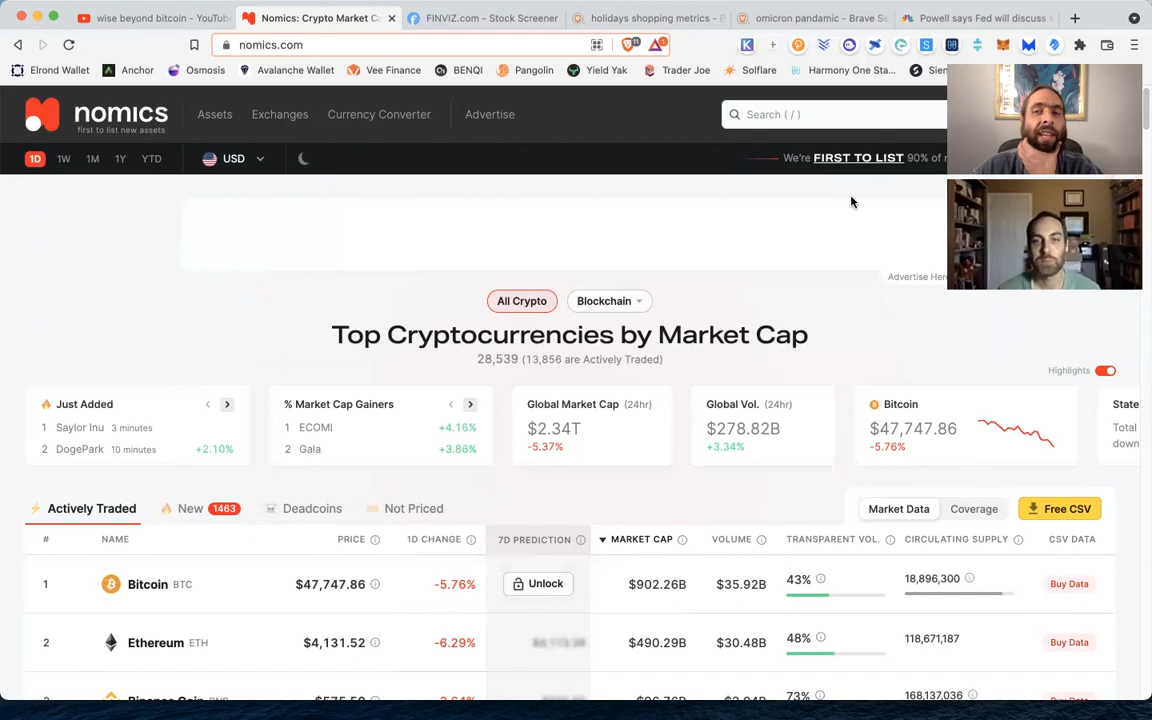 wise beyond bitcoin - YouTube
Nomics: Crypto Market Ca
FINVIZ.com - Stock Screener
holidays shopping metrics -
omicron pandamic - Brave Se
Powell says Fed will discuss
nomics.com
Elrond Wallet
Anchor
Osmosis
Avalanche Wallet
Vee Finance
BENQI
Pangolin
Yield Yak
Trader Joe
Solflare
Harmony One Sta...
Sien
nomics
first to list new assets
Assets
Exchanges
Currency Converter
Advertise
Search ( / )
1D
1W
1M
1Y
YTD
USD
We're FIRST TO LIST 90% of
Advertise Here
All Crypto
Blockchain
Top Cryptocurrencies by Market Cap
28,539 (13,856 are Actively Traded)
Highlights
Just Added
1 Saylor Inu 3 minutes
2 DogePark 10 minutes +2.10%
% Market Cap Gainers
1 ECOMI +4.16%
2 Gala +3.86%
Global Market Cap (24hr)
$2.34T
-5.37%
Global Vol. (24hr)
$278.82B
+3.34%
Bitcoin
$47,747.86
-5.76%
State
Total
down
Actively Traded
New 1463
Deadcoins
Not Priced
Market Data
Coverage
Free CSV
# NAME PRICE 1D CHANGE 7D PREDICTION MARKET CAP VOLUME TRANSPARENT VOL. CIRCULATING SUPPLY CSV DATA
1 Bitcoin BTC $47,747.86 -5.76% Unlock $902.26B $35.92B 43% 18,896,300 Buy Data
2 Ethereum ETH $4,131.52 -6.29% $490.29B $30.48B 48% 118,671,187 Buy Data
73% 168,137,036